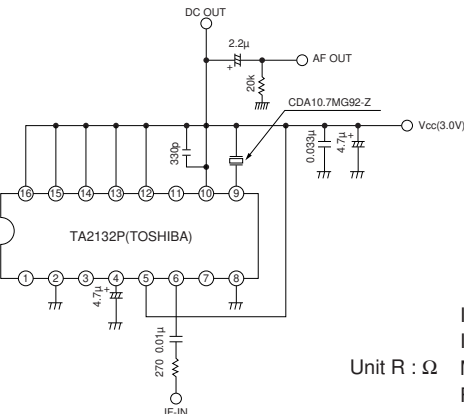 DC OUT
2.2μ
+
AF OUT
20k
CDA10.7MG92-Z
Vcc(3.0V)
330p
0.033μ
4.7μ
+
16 15 14 13 12 11 10 9
TA2132P(TOSHIBA)
1 2 3 4 5 6 7 8
4.7μ
+
0.01μ
270
Unit R : Ω
IF-IN